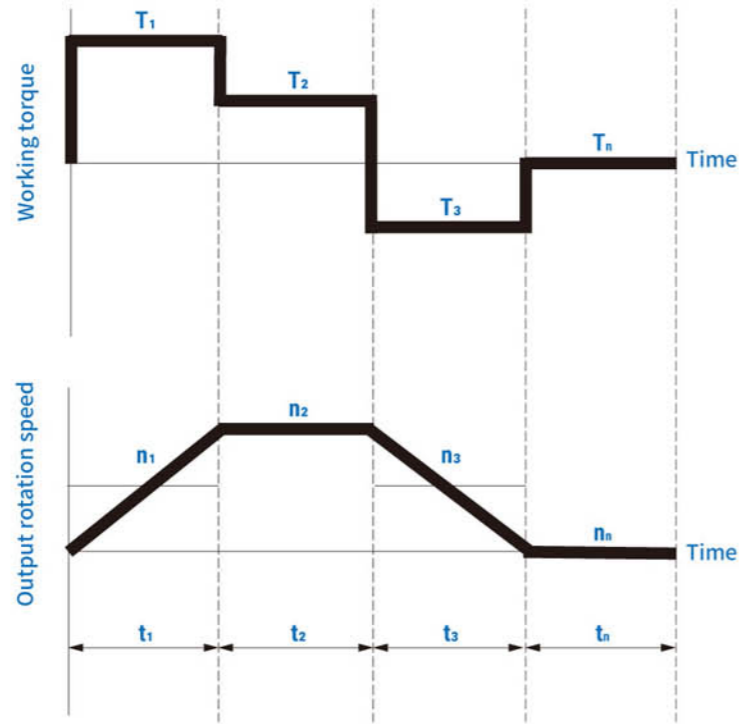 Working torque
T₁
T₂
T₃
Tₙ
Time
Output rotation speed
n₁
n₂
n₃
nₙ
Time
t₁
t₂
t₃
tₙ